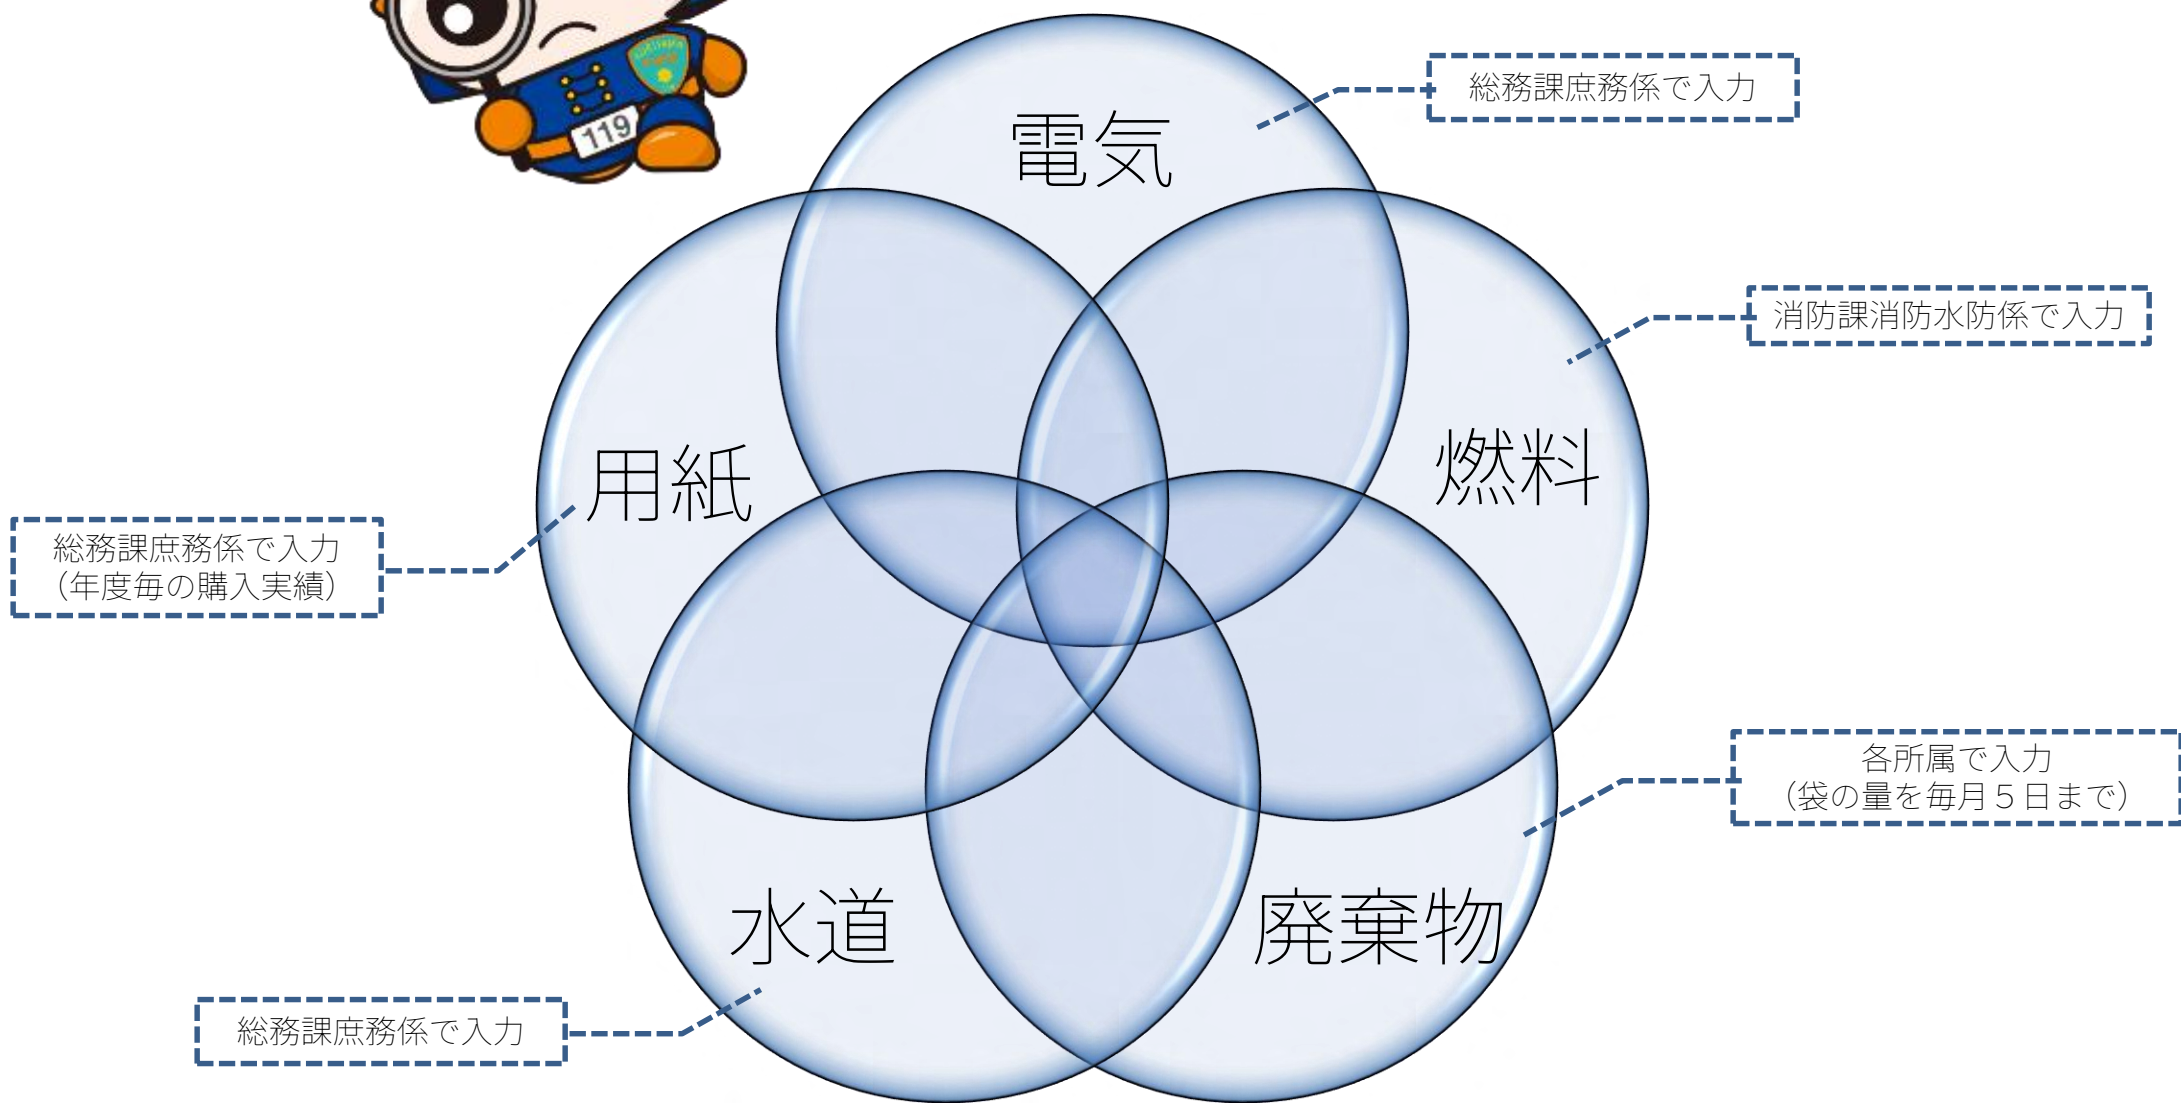 119
電気
総務課庶務係で入力
消防課消防水防係で入力
燃料
用紙
総務課庶務係で入力
（年度毎の購入実績）
各所属で入力
（袋の量を毎月５日まで）
水道
廃棄物
総務課庶務係で入力